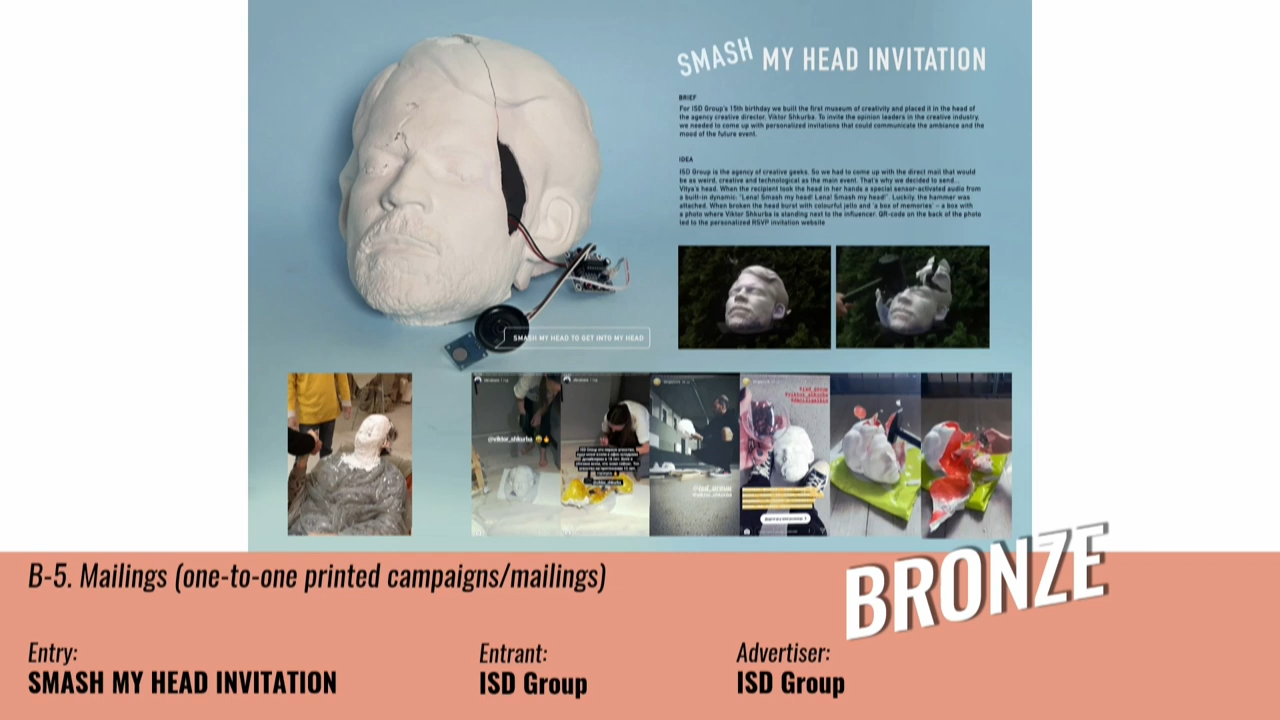 SMASH MY HEAD INVITATION
BRIEF
For ISD Group's 15th birthday we built the first museum of creativity and placed it in the head of
the agency creative director, Viktor Shkurba. To invite the opinion leaders in the creative industry,
we needed to come up with personalized invitations that could communicate the ambiance and the
mood of the future event.
IDEA
ISD Group is the agency of creative geeks. So we had to come up with the direct mail that would
be as weird, creative and technological as the main event. That's why we decided to send...
Vitya's head. When the recipient took the head in her hands a special sensor-activated audio from
a built-in dynamic: "Lena! Smash my head! Lena! Smash my head!". Luckily, the hammer was
attached. When broken the head burst with colourful jello and 'a box of memories' – a box with
a photo where Viktor Shkurba is standing next to the influencer. QR-code on the back of the photo
led to the personalized RSVP invitation website
SMASH MY HEAD TO GET INTO MY HEAD
@viktor_shkurba
@isd_group
@viktor_shkurba
B-5. Mailings (one-to-one printed campaigns/mailings)
BRONZE
Entry:
SMASH MY HEAD INVITATION
Entrant:
ISD Group
Advertiser:
ISD Group